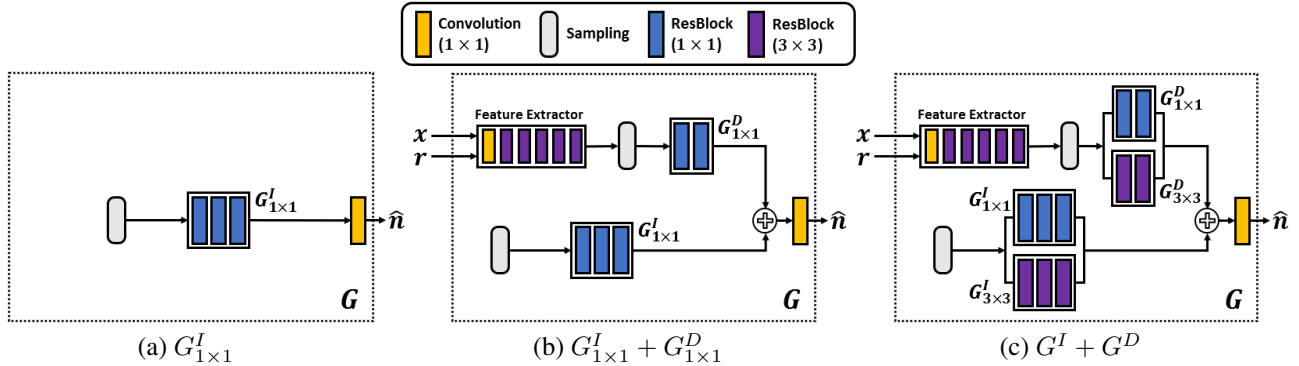 Convolution (1 × 1)
Sampling
ResBlock (1 × 1)
ResBlock (3 × 3)
G^I_{1×1}
n̂
G
(a) G^I_{1×1}
x
r
Feature Extractor
G^D_{1×1}
G^I_{1×1}
n̂
G
(b) G^I_{1×1} + G^D_{1×1}
x
r
Feature Extractor
G^D_{1×1}
G^D_{3×3}
G^I_{1×1}
G^I_{3×3}
n̂
G
(c) G^I + G^D